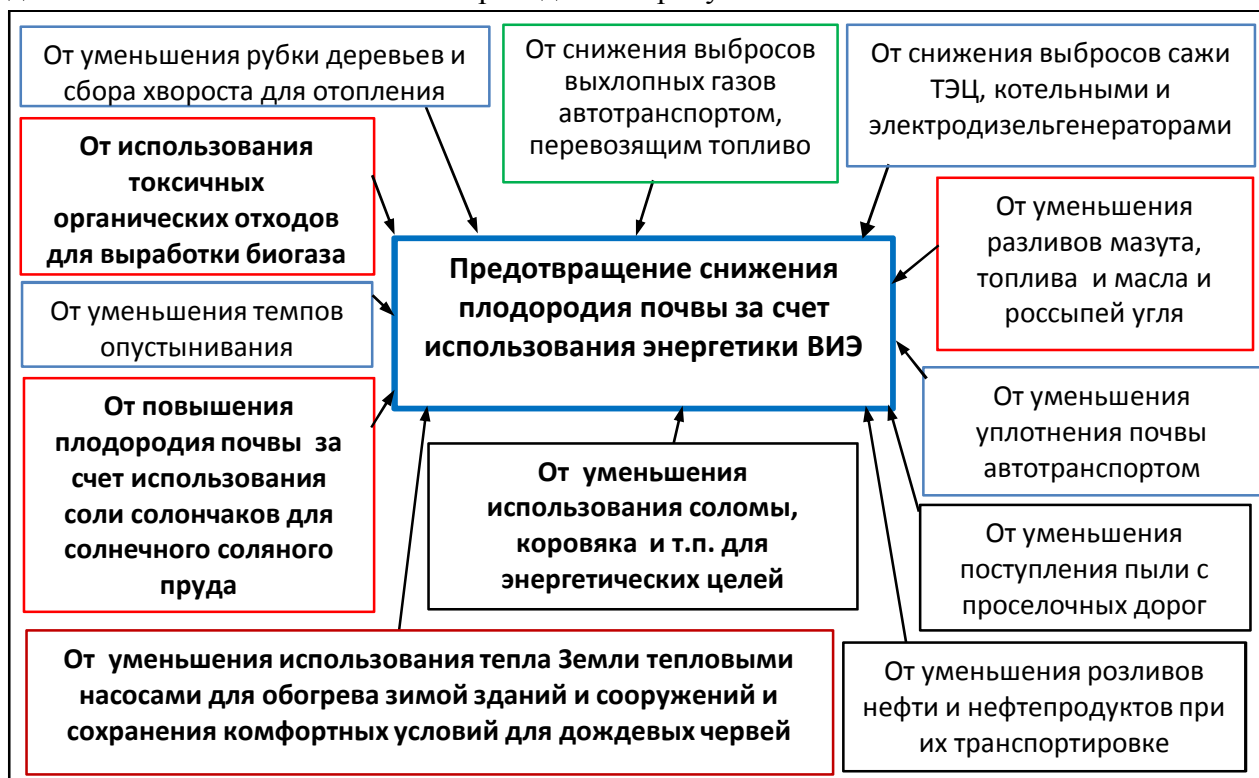 От уменьшения рубки деревьев и
сбора хвороста для отопления
От снижения выбросов
выхлопных газов
автотранспортом,
перевозящим топливо
От снижения выбросов сажи
ТЭЦ, котельными и
электродизельгенераторами
От использования
токсичных
органических отходов
для выработки биогаза
От уменьшения
разливов мазута,
топлива и масла и
россыпей угля
Предотвращение снижения
плодородия почвы за счет
использования энергетики ВИЭ
От уменьшения темпов
опустынивания
От уменьшения
уплотнения почвы
автотранспортом
От повышения
плодородия почвы за
счет использования
соли солончаков для
солнечного соляного
пруда
От уменьшения
использования соломы,
коровяка и т.п. для
энергетических целей
От уменьшения
поступления пыли с
проселочных дорог
От уменьшения использования тепла Земли тепловыми
насосами для обогрева зимой зданий и сооружений и
сохранения комфортных условий для дождевых червей
От уменьшения розливов
нефти и нефтепродуктов при
их транспортировке